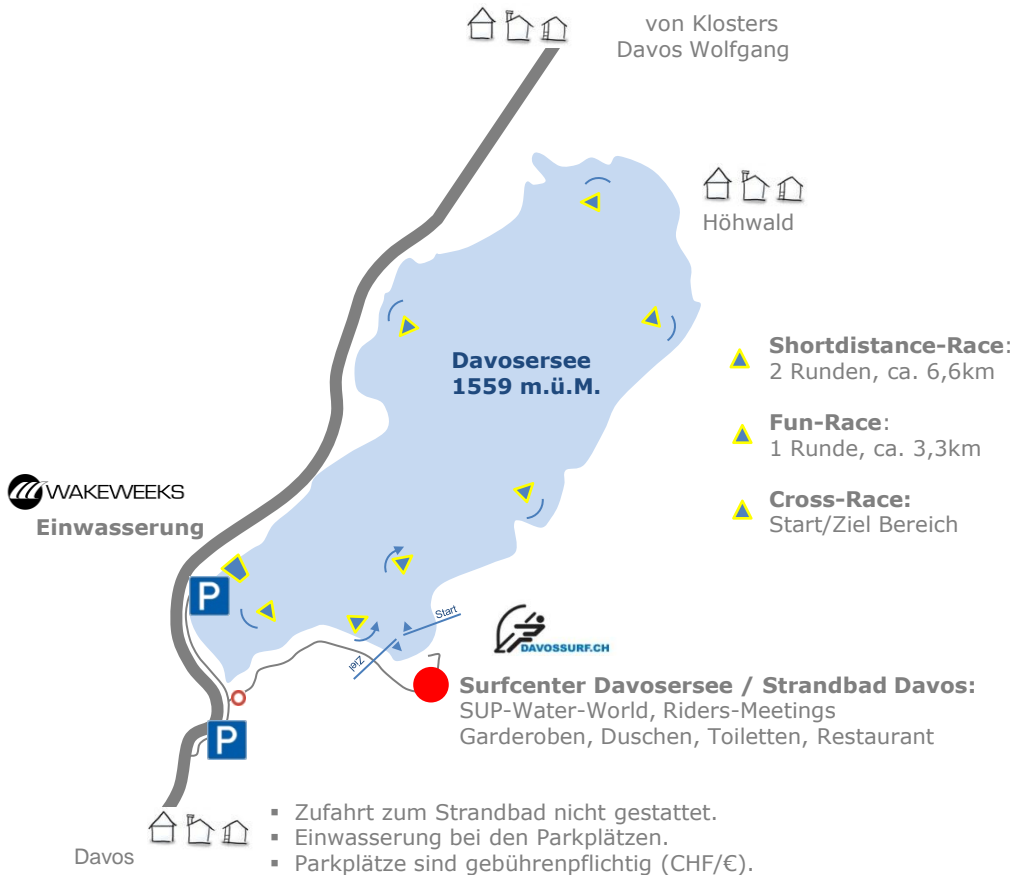 von Klosters
Davos Wolfgang
Höhwald
Davosersee
1559 m.ü.M.
Shortdistance-Race:
2 Runden, ca. 6,6km
Fun-Race:
1 Runde, ca. 3,3km
Cross-Race:
Start/Ziel Bereich
WAKEWEEKS
Einwasserung
P
Start
Ziel
DAVOSSURF.CH
Surfcenter Davosersee / Strandbad Davos:
SUP-Water-World, Riders-Meetings
Garderoben, Duschen, Toiletten, Restaurant
P
Davos
▪ Zufahrt zum Strandbad nicht gestattet.
▪ Einwasserung bei den Parkplätzen.
▪ Parkplätze sind gebührenpflichtig (CHF/€).